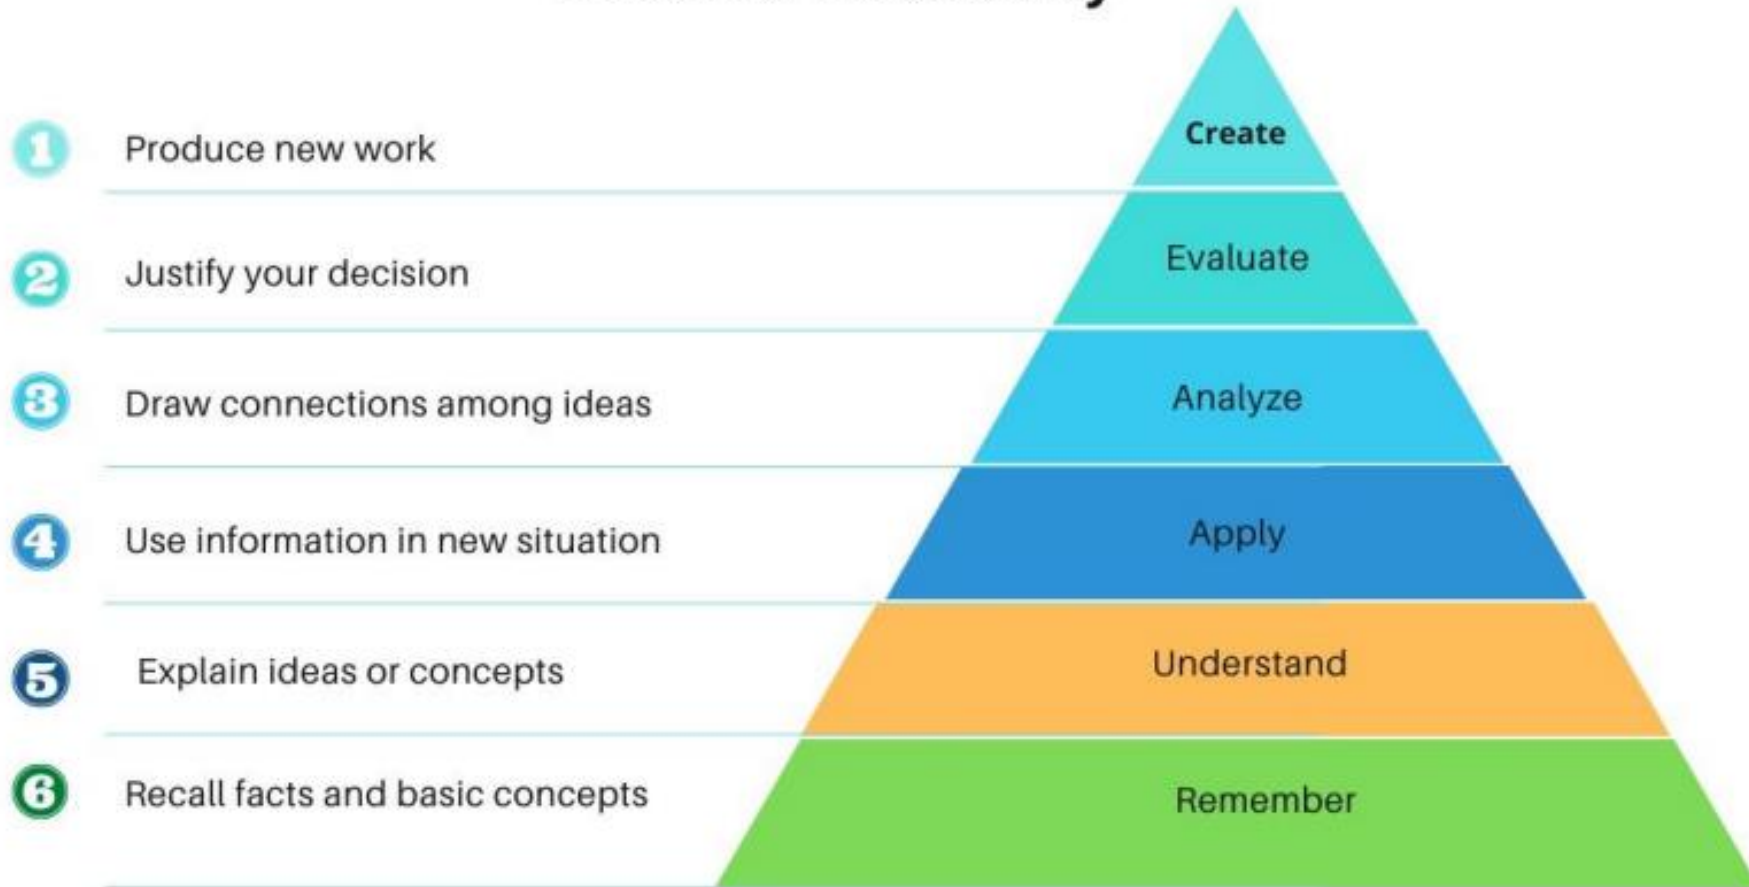 1 Produce new work Create
2 Justify your decision Evaluate
3 Draw connections among ideas Analyze
4 Use information in new situation Apply
5 Explain ideas or concepts Understand
6 Recall facts and basic concepts Remember